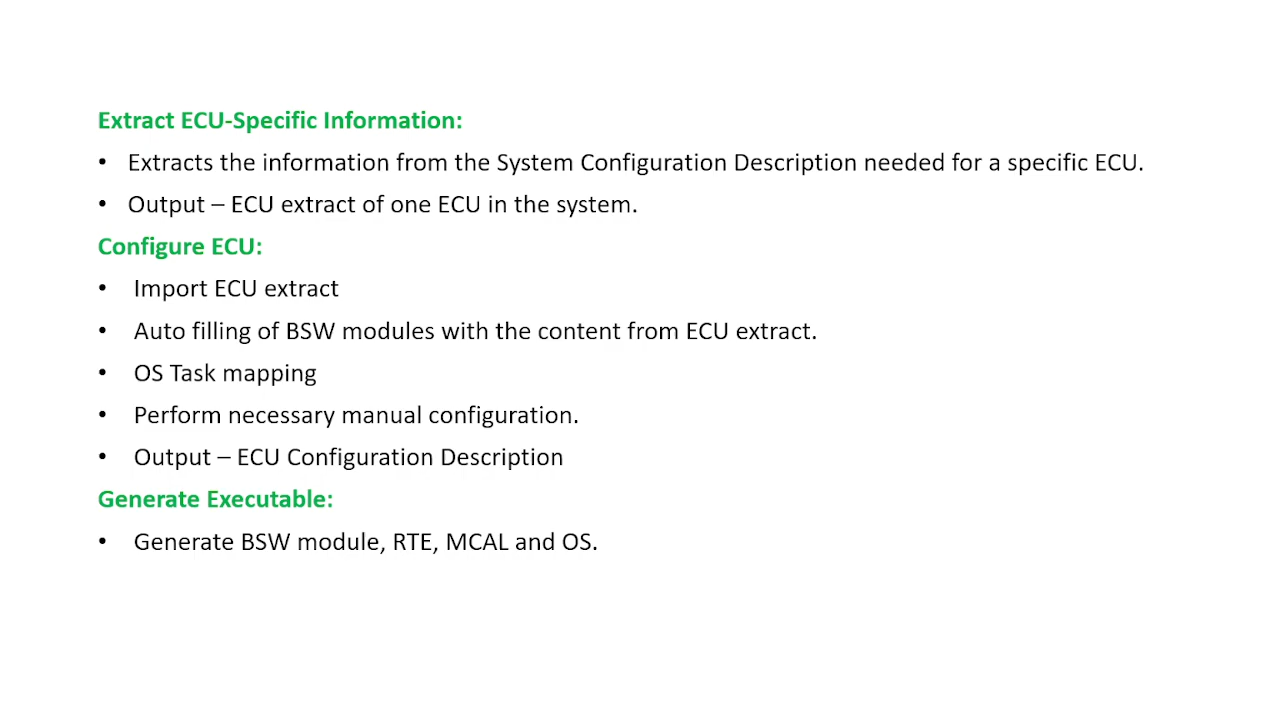 Extract ECU-Specific Information:
• Extracts the information from the System Configuration Description needed for a specific ECU.
• Output – ECU extract of one ECU in the system.
Configure ECU:
• Import ECU extract
• Auto filling of BSW modules with the content from ECU extract.
• OS Task mapping
• Perform necessary manual configuration.
• Output – ECU Configuration Description
Generate Executable:
• Generate BSW module, RTE, MCAL and OS.